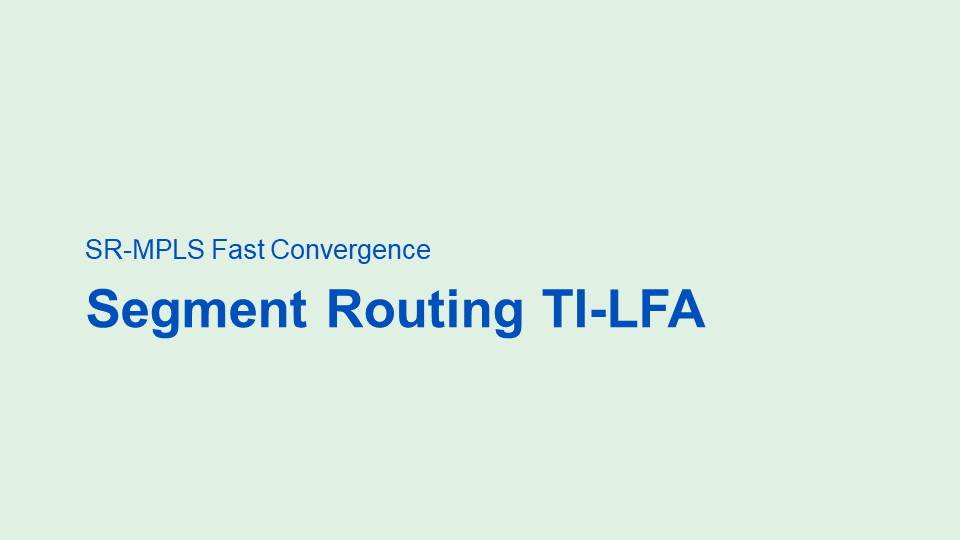 SR-MPLS Fast Convergence
Segment Routing TI-LFA